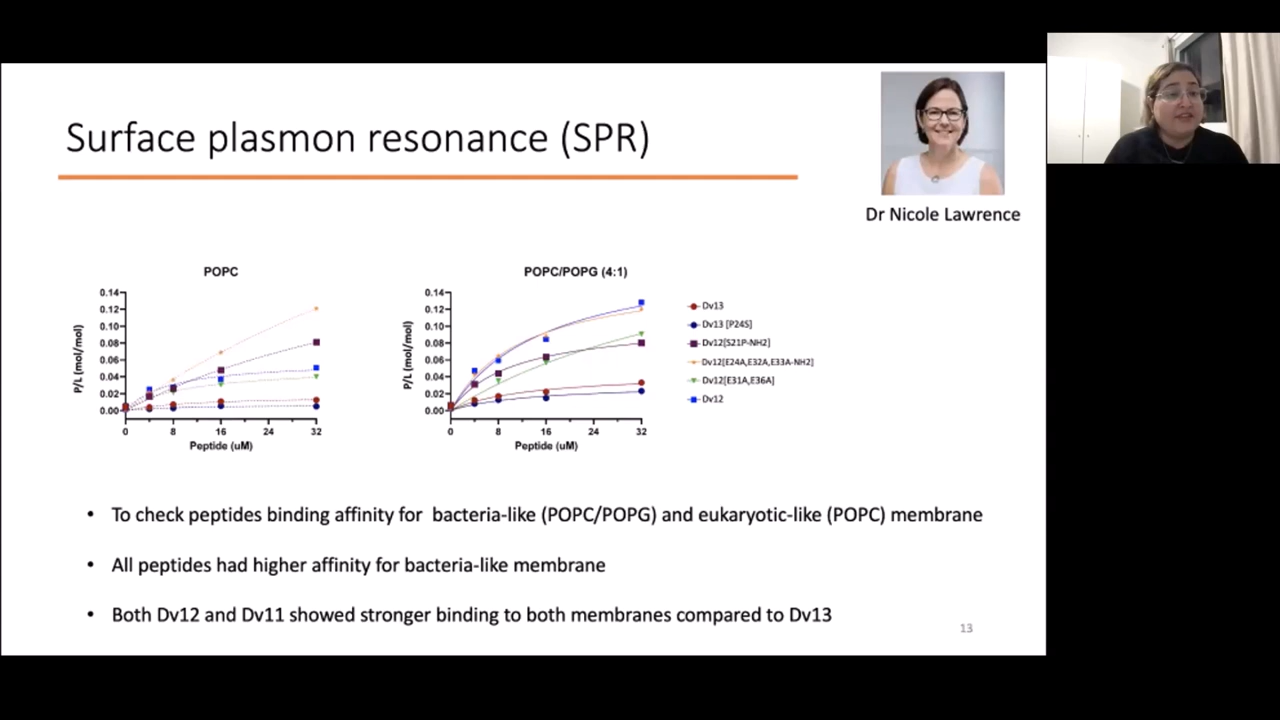 Surface plasmon resonance (SPR)
Dr Nicole Lawrence
POPC
0.14
0.12
0.10
0.08
0.06
0.04
0.02
0.00
P/L (mol/mol)
0
8
16
24
32
Peptide (uM)
POPC/POPG (4:1)
0.14
0.12
0.10
0.08
0.06
0.04
0.02
0.00
P/L (mol/mol)
0
8
16
24
32
Peptide (uM)
Dv13
Dv13 [P24S]
Dv12[S21P-NH2]
Dv12[E24A,E32A,E33A-NH2]
Dv12[E31A,E36A]
Dv12
• To check peptides binding affinity for bacteria-like (POPC/POPG) and eukaryotic-like (POPC) membrane
• All peptides had higher affinity for bacteria-like membrane
• Both Dv12 and Dv11 showed stronger binding to both membranes compared to Dv13
13